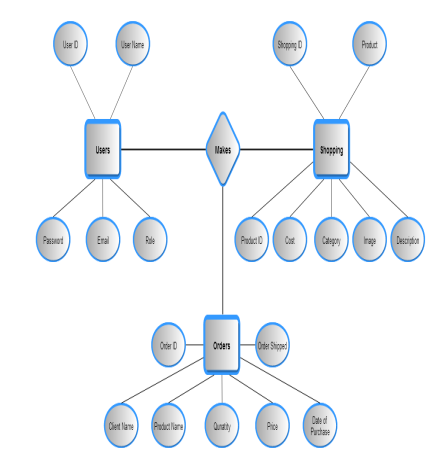 User ID
User Name
Shopping ID
Product
Users
Makes
Shopping
Password
Email
Role
Product ID
Cost
Category
Image
Description
Order ID
Orders
Order Shipped
Client Name
Product Name
Qunatity
Price
Date of
Purchase